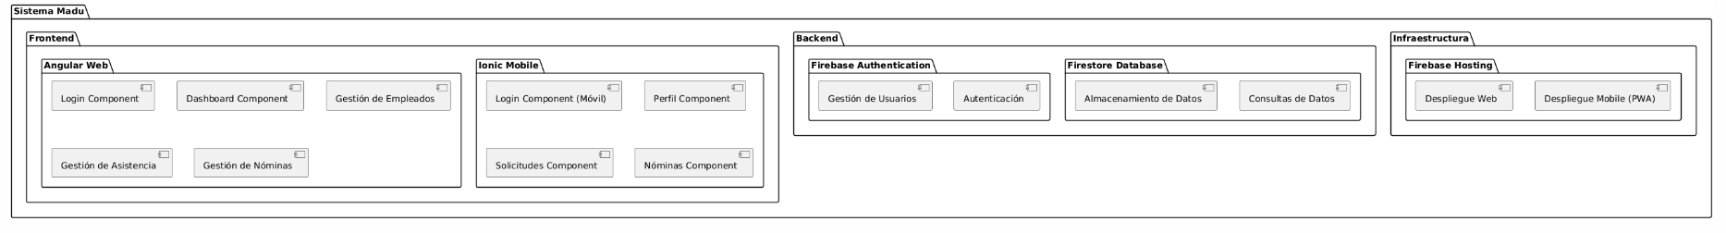 Sistema Madu
Frontend
Angular Web
Login Component
Dashboard Component
Gestión de Empleados
Gestión de Asistencia
Gestión de Nóminas
Ionic Mobile
Login Component (Móvil)
Perfil Component
Solicitudes Component
Nóminas Component
Backend
Firebase Authentication
Gestión de Usuarios
Autenticación
Firestore Database
Almacenamiento de Datos
Consultas de Datos
Infraestructura
Firebase Hosting
Despliegue Web
Despliegue Mobile (PWA)